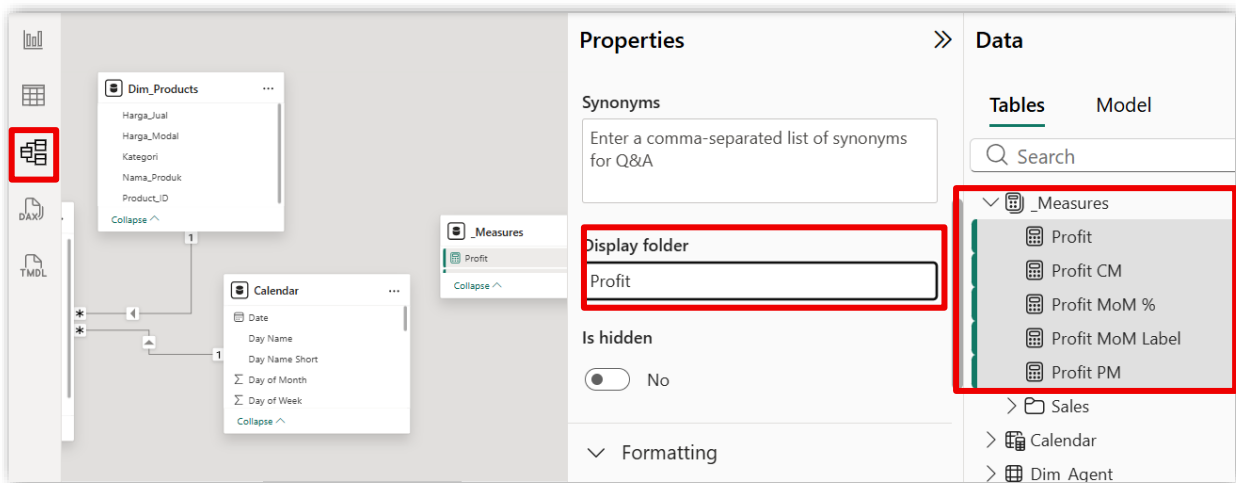 DAX
TMDL
Dim_Products
...
Harga_Jual
Harga_Modal
Kategori
Nama_Produk
Product_ID
Collapse
1
*
*
1
Calendar
...
Date
Day Name
Day Name Short
Day of Month
Day of Week
Collapse
_Measures
Profit
Collapse
Properties
Synonyms
Enter a comma-separated list of synonyms
for Q&A
Display folder
Profit
Is hidden
No
Formatting
Data
Tables Model
Search
_Measures
Profit
Profit CM
Profit MoM %
Profit MoM Label
Profit PM
Sales
Calendar
Dim_Agent